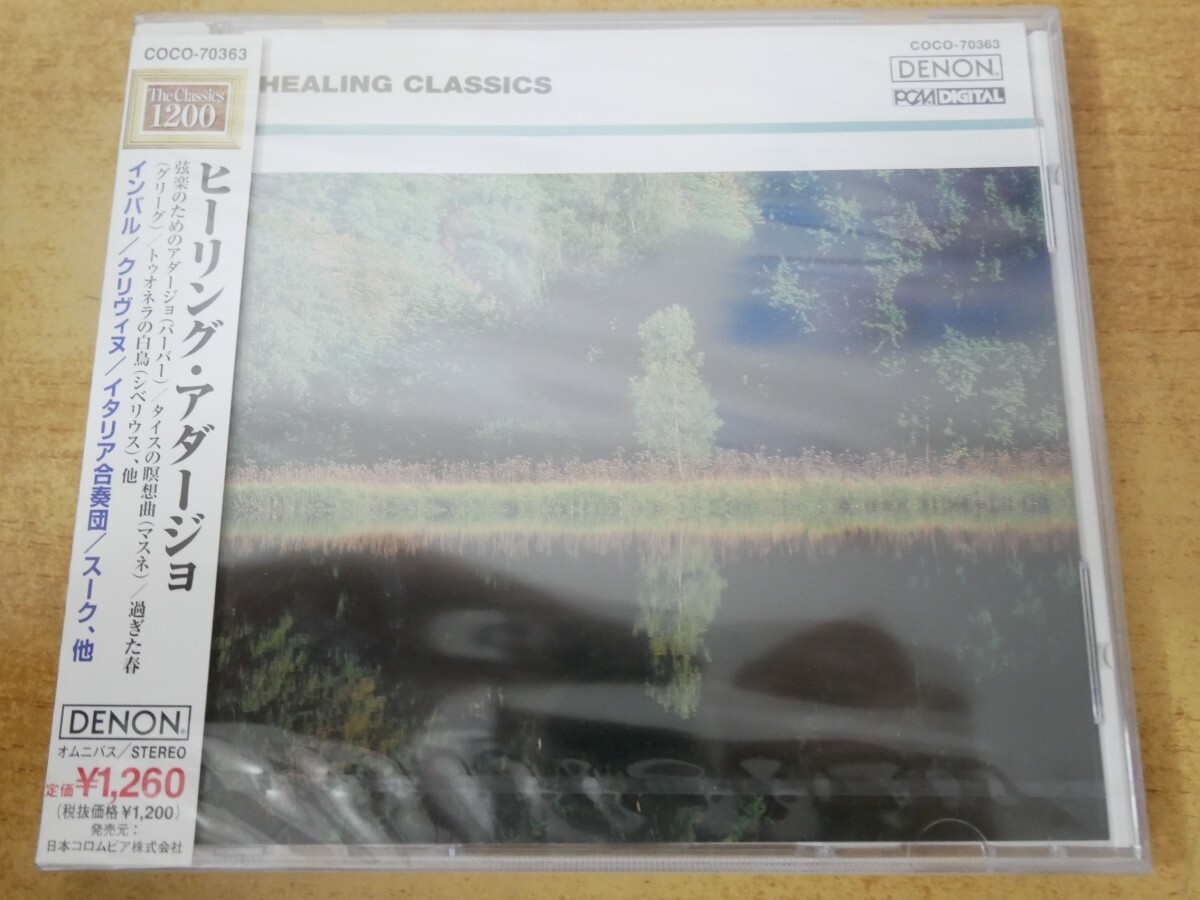 COCO-70363
The Classics
1200
ヒーリング・アダージョ
弦楽のためのアダージョ(バーバー)/タイスの瞑想曲(マスネ)/過ぎた春
(グリーグ)/トゥオネラの白鳥(シベリウス)、他
インバル/クリヴィヌ/イタリア合奏団/スーク、他
DENON
オムニバス/STEREO
定価¥1,260
(税抜価格¥1,200)
発売元:
日本コロムビア株式会社
HEALING CLASSICS
COCO-70363
DENON
PCM DIGITAL